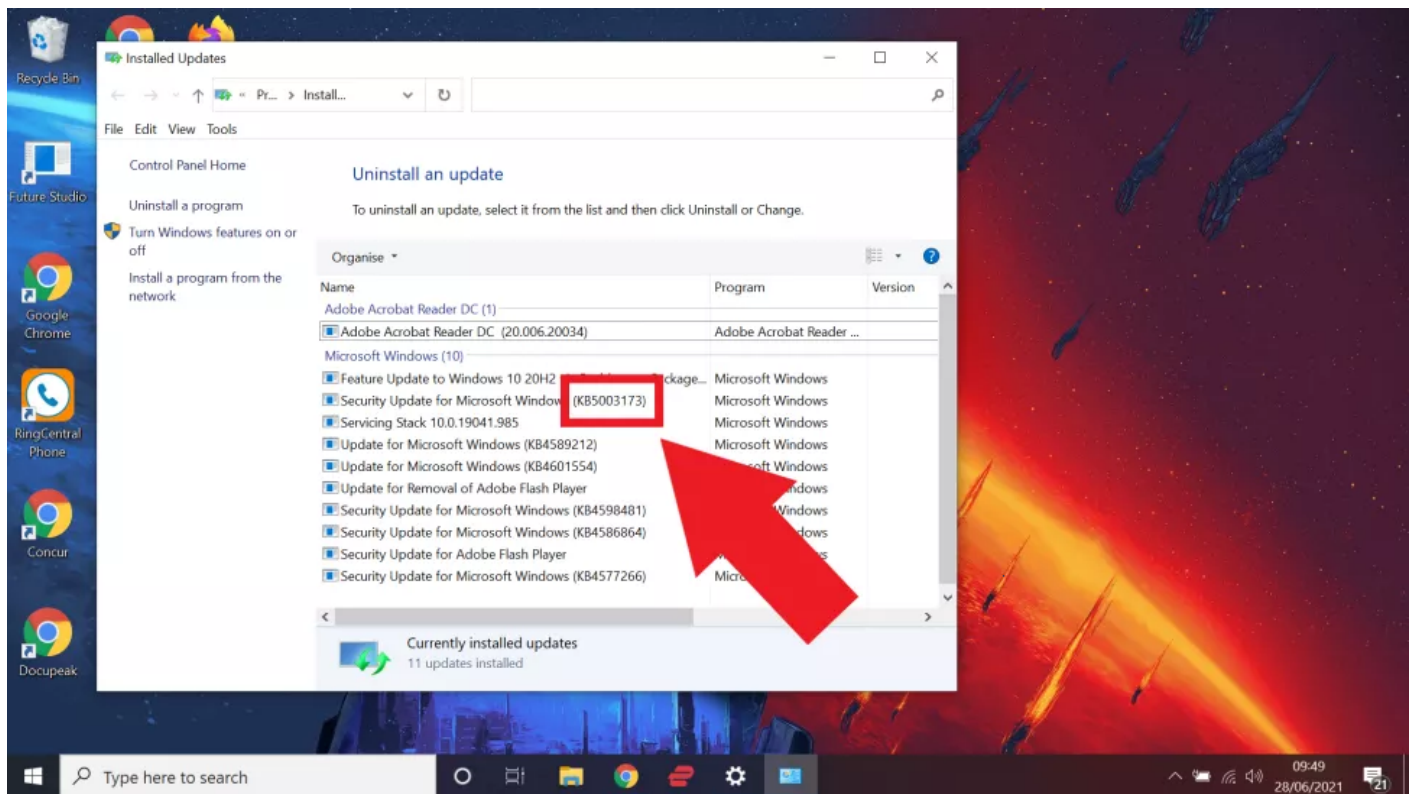 Recycle Bin
Future Studio
Google
Chrome
RingCentral
Phone
Concur
Docupeak
Installed Updates
« Pr... > Install...
File Edit View Tools
Control Panel Home
Uninstall a program
Turn Windows features on or
off
Install a program from the
network
Uninstall an update
To uninstall an update, select it from the list and then click Uninstall or Change.
Organise
Name Program Version
Adobe Acrobat Reader DC (1)
Adobe Acrobat Reader DC (20.006.20034) Adobe Acrobat Reader ...
Microsoft Windows (10)
Feature Update to Windows 10 20H2 Microsoft Windows
Security Update for Microsoft Window (KB5003173) Microsoft Windows
Servicing Stack 10.0.19041.985 Microsoft Windows
Update for Microsoft Windows (KB4589212) Microsoft Windows
Update for Microsoft Windows (KB4601554) Windows
Update for Removal of Adobe Flash Player
Security Update for Microsoft Windows (KB4598481) Windows
Security Update for Microsoft Windows (KB4586864)
Security Update for Adobe Flash Player
Security Update for Microsoft Windows (KB4577266)
Currently installed updates
11 updates installed
Type here to search
09:49
28/06/2021
21